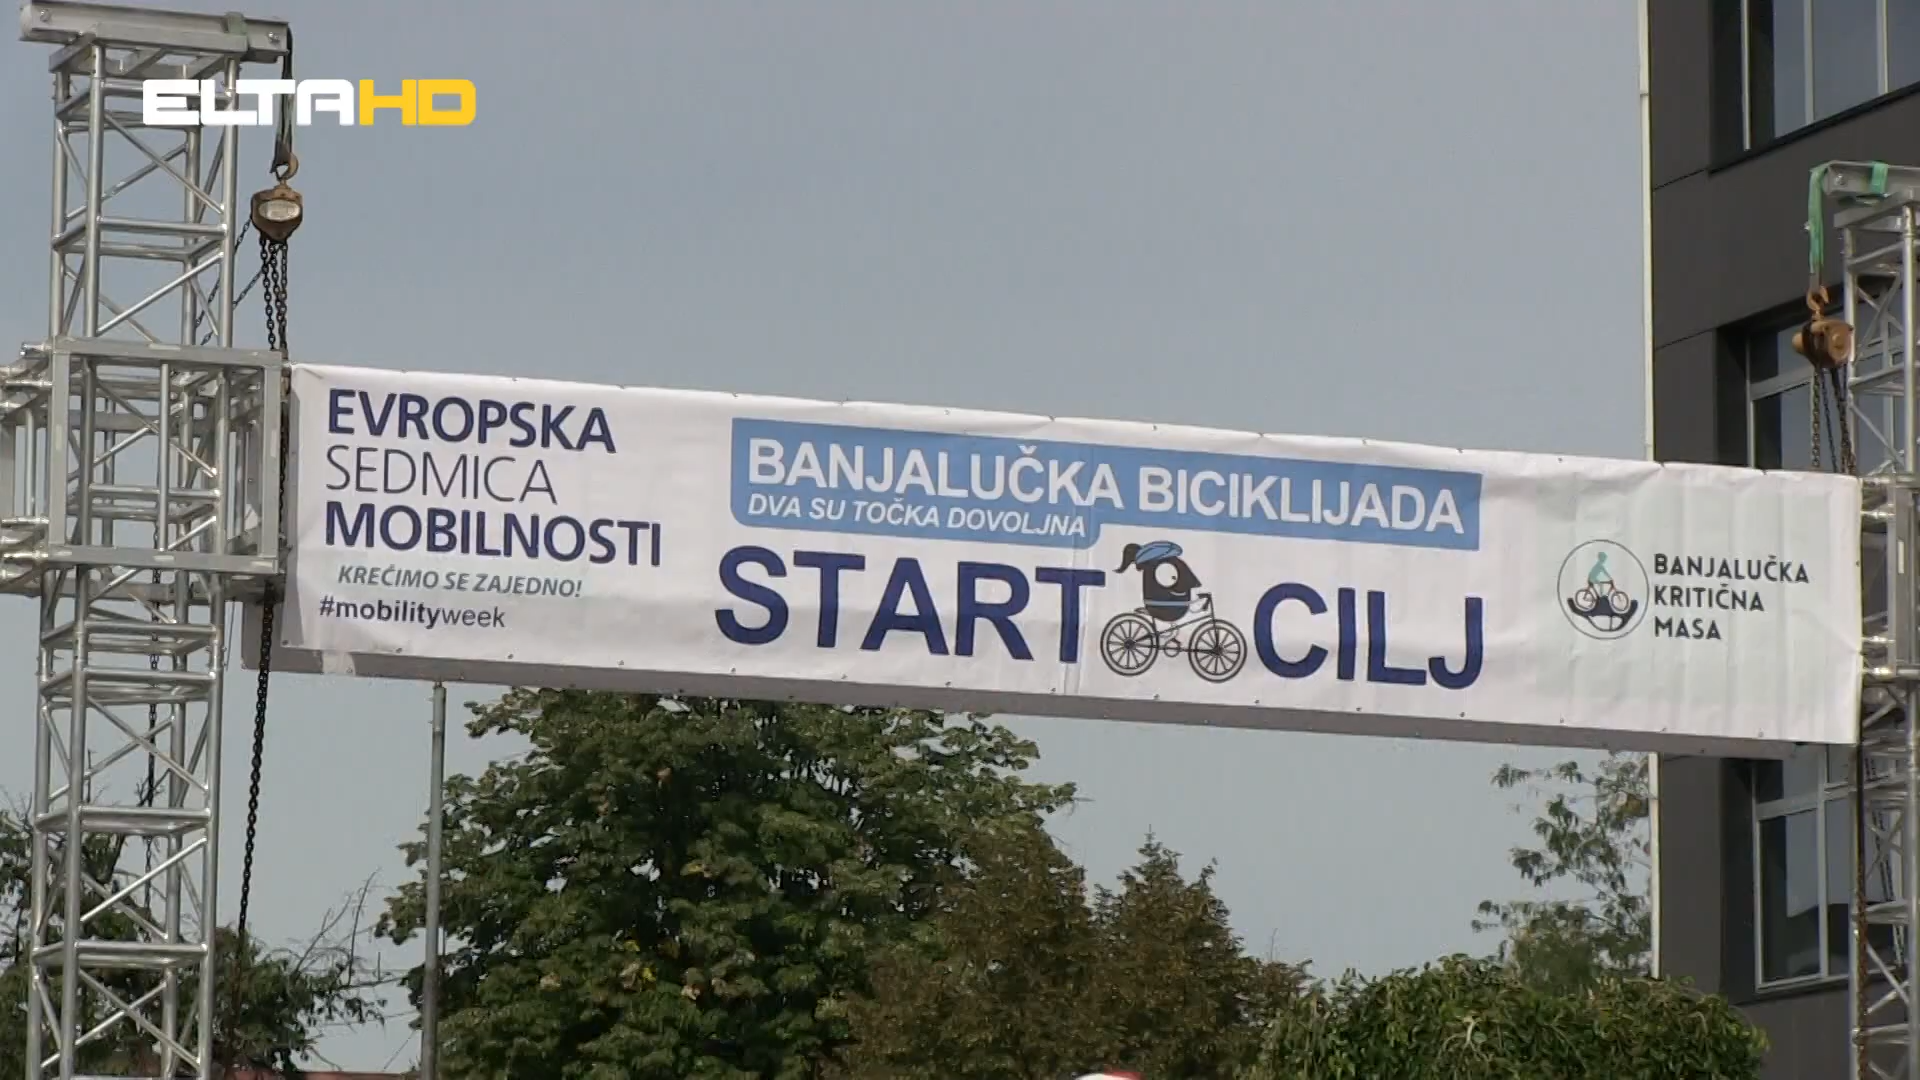 ELTAHD
EVROPSKA
SEDMICA
MOBILNOSTI
KREĆIMO SE ZAJEDNO!
#mobilityweek
BANJALUČKA BICIKLIJADA
DVA SU TOČKA DOVOLJNA
START CILJ
BANJALUČKA
KRITIČNA
MASA